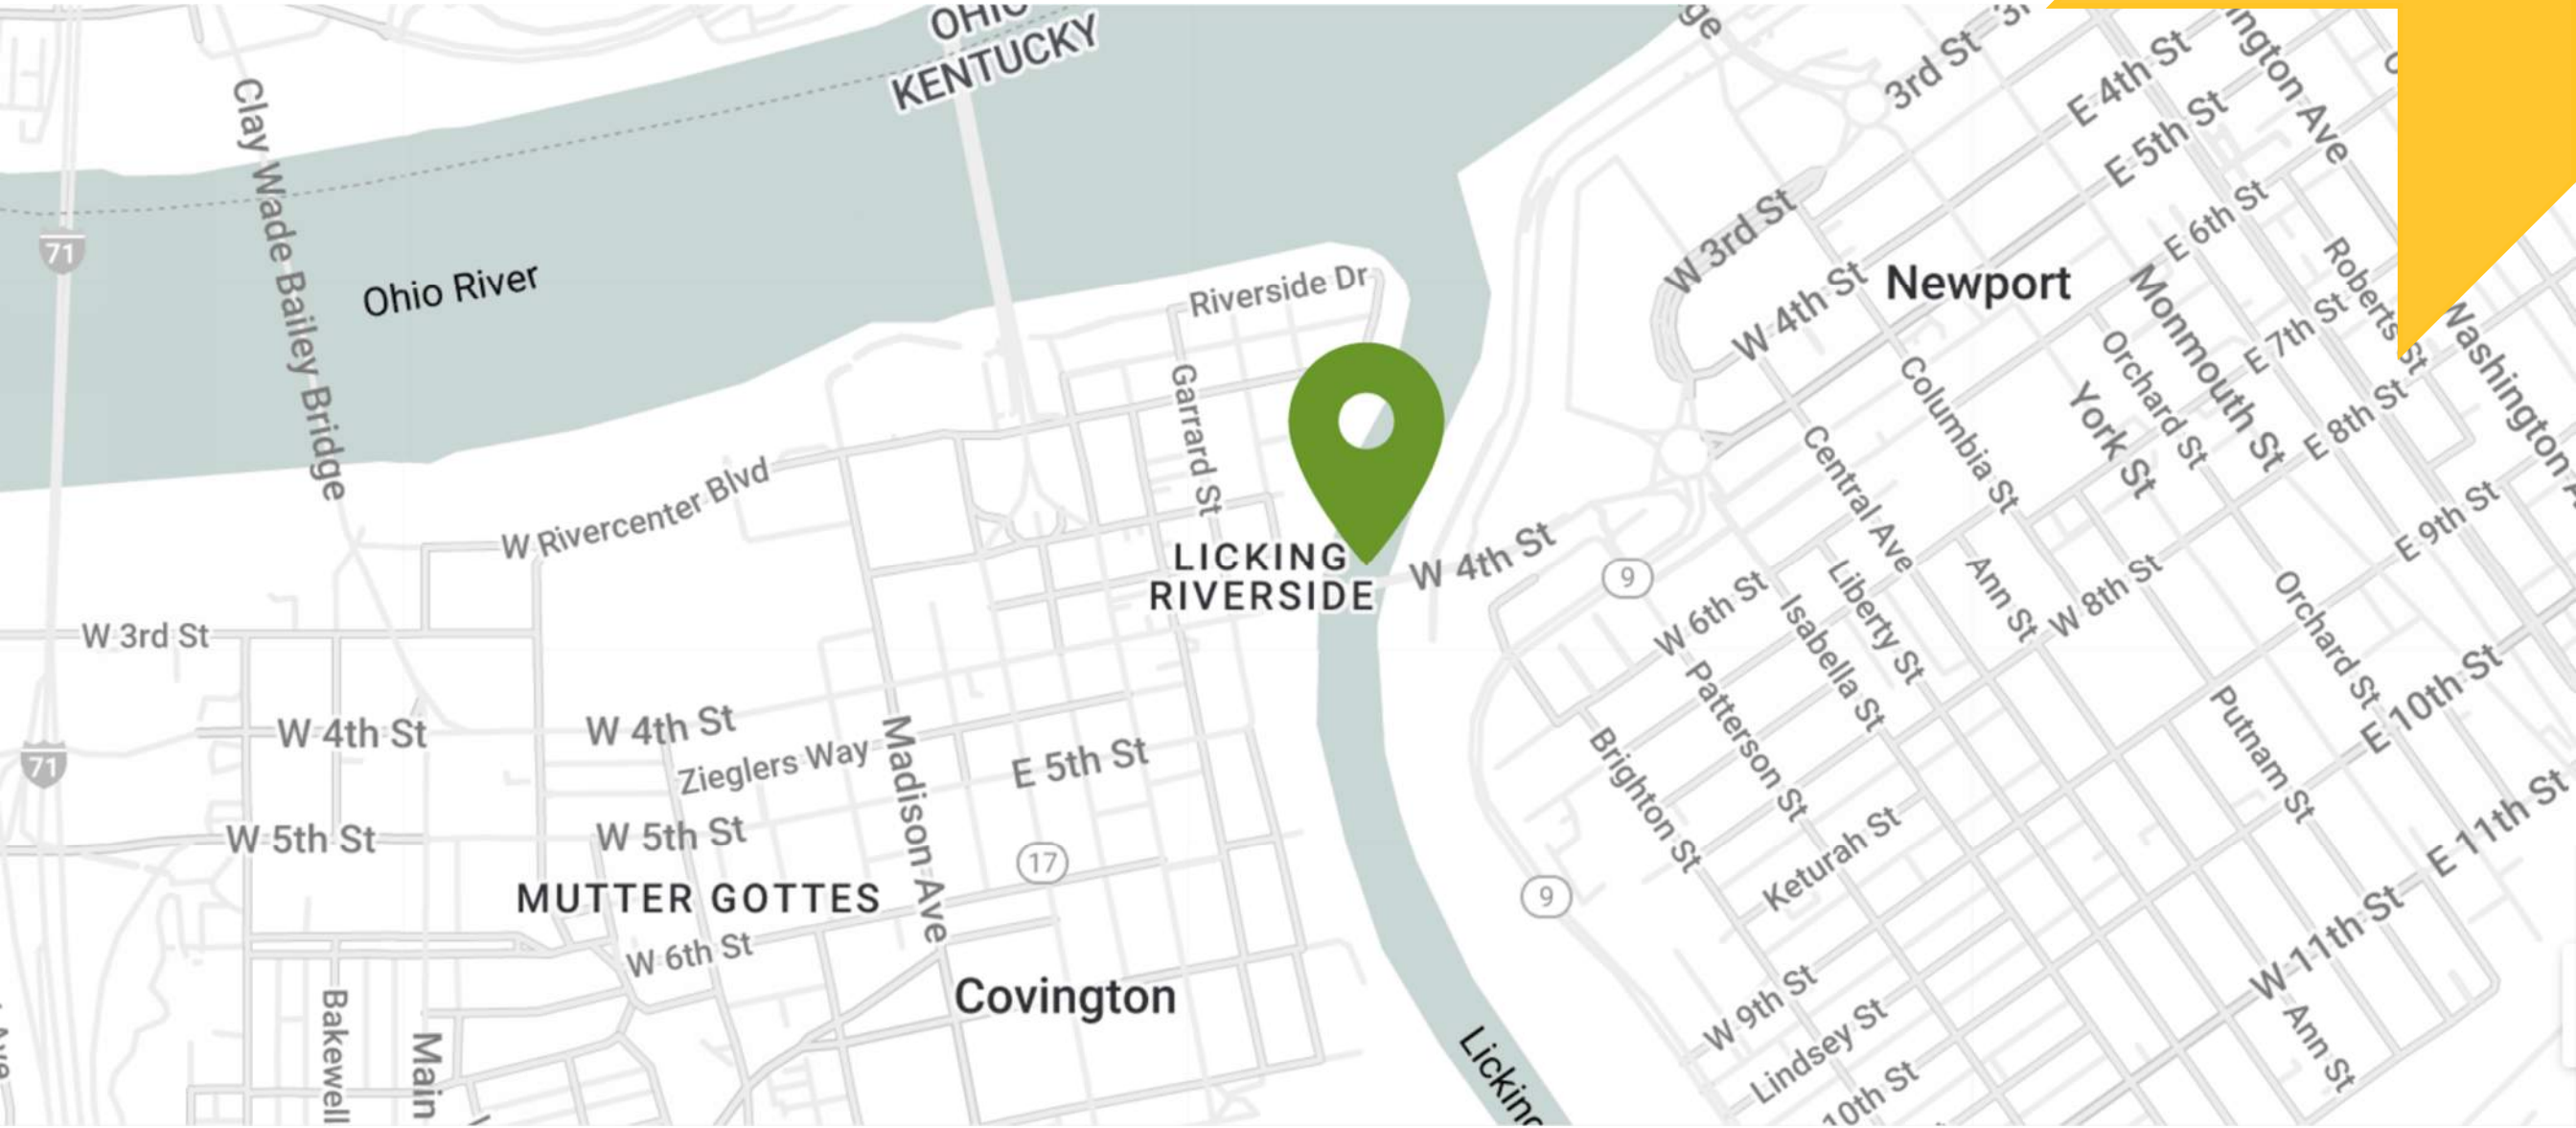 OHIO
KENTUCKY
3rd St
E 4th St
E 5th St
E 6th St
Clay Wade Bailey Bridge
71
Ohio River
Riverside Dr
W 3rd St
W 4th St
Newport
Monmouth St
Roberts St
E 7th St
Washington
Orchard St
York St
E 8th St
Columbia St
Central Ave
Garrard St
W Rivercenter Blvd
E 9th St
LICKING
RIVERSIDE
W 4th St
9
W 6th St
Liberty St
Isabella St
Ann St
W 8th St
Orchard St
W 3rd St
W 4th St
W 4th St
Zieglers Way
Madison Ave
E 5th St
71
Patterson St
Brighton St
Putnam St
E 10th St
E 11th St
W 5th St
W 5th St
17
Keturah St
9
MUTTER GOTTES
W 6th St
Covington
W 11th St
W 9th St
Lindsey St
10th St
Ann St
Bakewell
Main
Licking